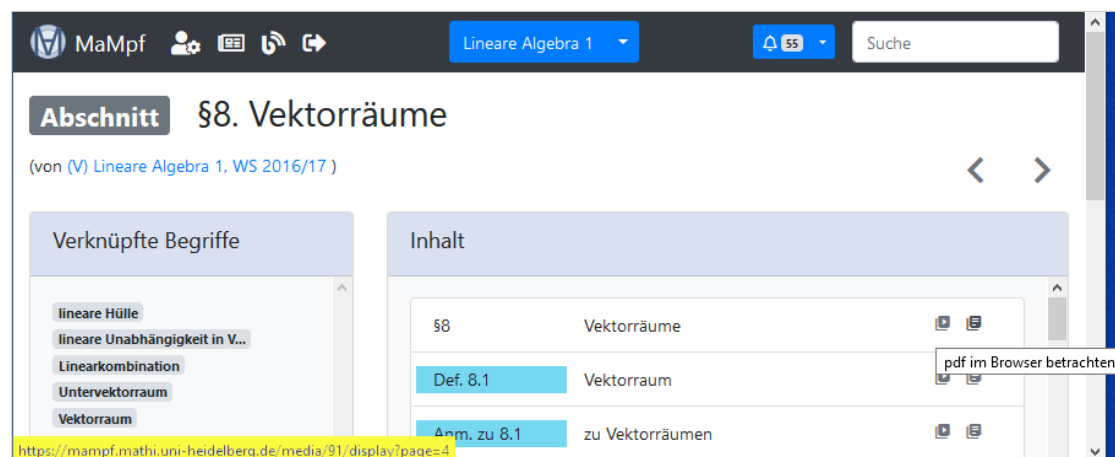 MaMpf Lineare Algebra 1 55 Suche
Abschnitt §8. Vektorräume
(von (V) Lineare Algebra 1, WS 2016/17 )
Verknüpfte Begriffe
lineare Hülle
lineare Unabhängigkeit in V...
Linearkombination
Untervektorraum
Vektorraum
Inhalt
§8 Vektorräume
pdf im Browser betrachten
Def. 8.1 Vektorraum
Anm. zu 8.1 zu Vektorräumen
https://mampf.mathi.uni-heidelberg.de/media/91/display?page=4